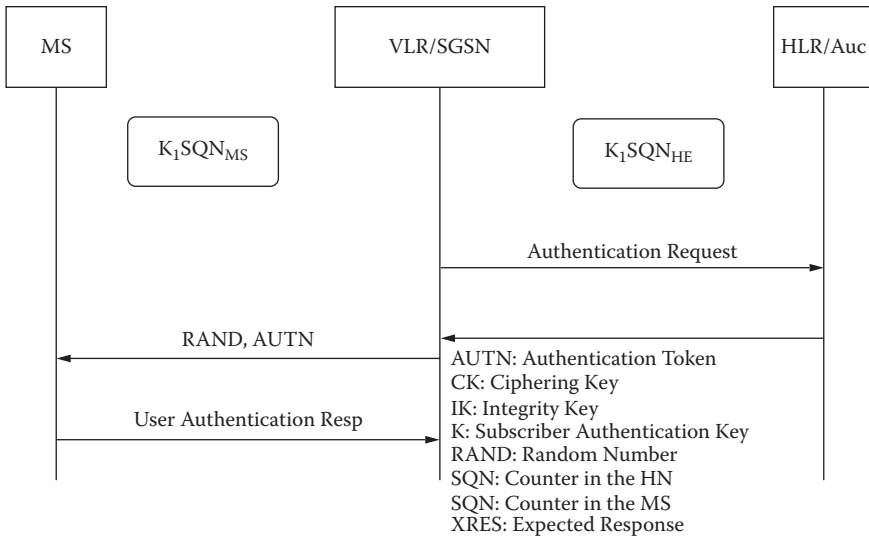 MS
VLR/SGSN
HLR/Auc
K₁SQN_MS
K₁SQN_HE
Authentication Request
RAND, AUTN
User Authentication Resp
AUTN: Authentication Token
CK: Ciphering Key
IK: Integrity Key
K: Subscriber Authentication Key
RAND: Random Number
SQN: Counter in the HN
SQN: Counter in the MS
XRES: Expected Response